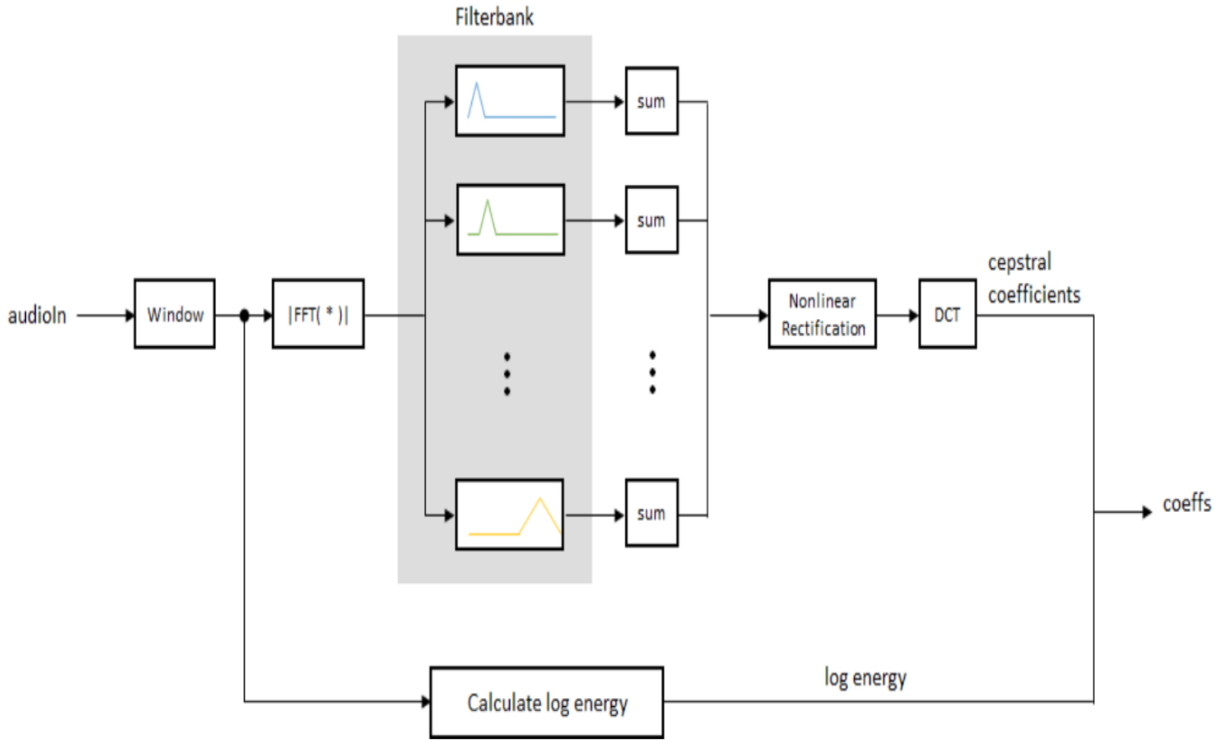 Filterbank
sum
sum
audioIn
Window
|FFT( * )|
Nonlinear
Rectification
DCT
cepstral
coefficients
sum
coeffs
Calculate log energy
log energy